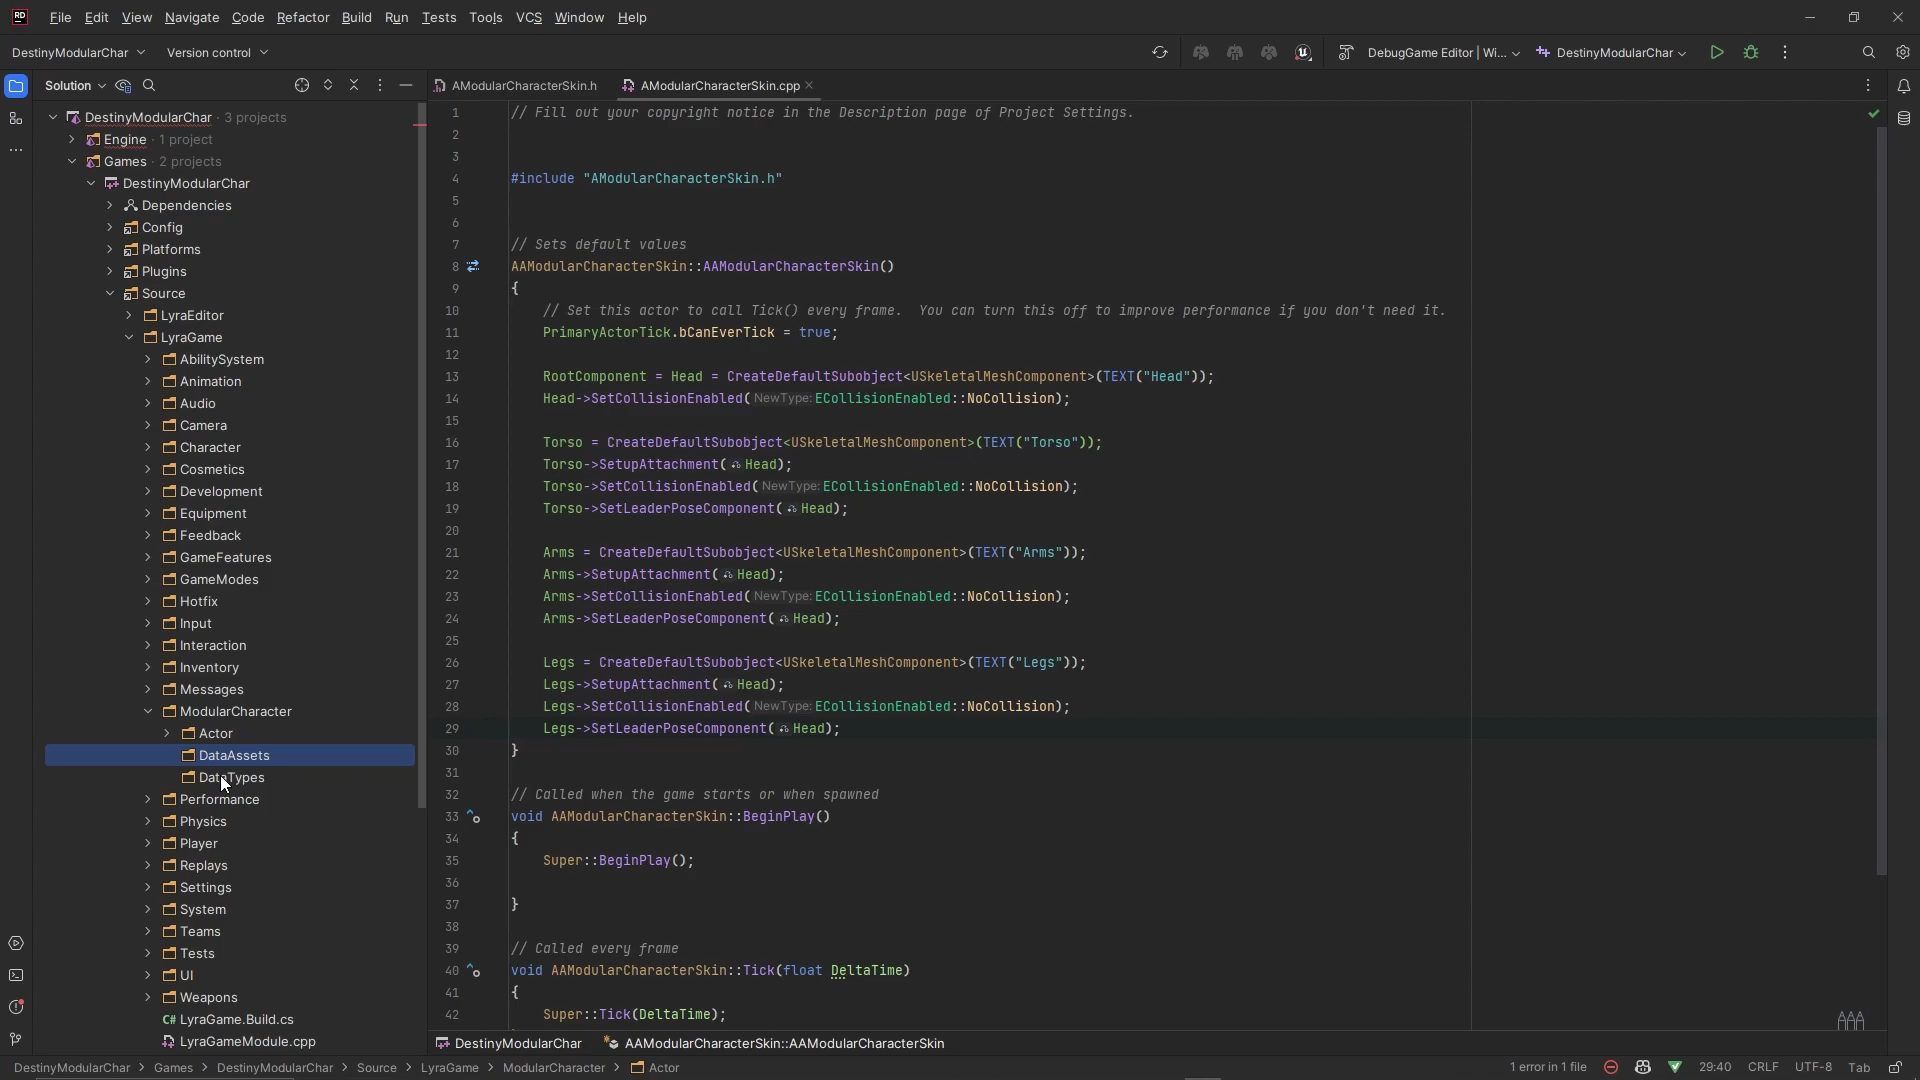 RD File Edit View Navigate Code Refactor Build Run Tests Tools VCS Window Help
DestinyModularChar Version control DebugGame Editor | Wi... DestinyModularChar
Solution
AModularCharacterSkin.h AModularCharacterSkin.cpp
DestinyModularChar · 3 projects
Engine · 1 project
Games · 2 projects
DestinyModularChar
Dependencies
Config
Platforms
Plugins
Source
LyraEditor
LyraGame
AbilitySystem
Animation
Audio
Camera
Character
Cosmetics
Development
Equipment
Feedback
GameFeatures
GameModes
Hotfix
Input
Interaction
Inventory
Messages
ModularCharacter
Actor
DataAssets
DataTypes
Performance
Physics
Player
Replays
Settings
System
Teams
Tests
UI
Weapons
C# LyraGame.Build.cs
LyraGameModule.cpp
1 // Fill out your copyright notice in the Description page of Project Settings.
2
3
4 #include "AModularCharacterSkin.h"
5
6
7 // Sets default values
8 AAModularCharacterSkin::AAModularCharacterSkin()
9 {
10 // Set this actor to call Tick() every frame.  You can turn this off to improve performance if you don't need it.
11 PrimaryActorTick.bCanEverTick = true;
12
13 RootComponent = Head = CreateDefaultSubobject<USkeletalMeshComponent>(TEXT("Head"));
14 Head->SetCollisionEnabled( NewType: ECollisionEnabled::NoCollision);
15
16 Torso = CreateDefaultSubobject<USkeletalMeshComponent>(TEXT("Torso"));
17 Torso->SetupAttachment( Head);
18 Torso->SetCollisionEnabled( NewType: ECollisionEnabled::NoCollision);
19 Torso->SetLeaderPoseComponent( Head);
20
21 Arms = CreateDefaultSubobject<USkeletalMeshComponent>(TEXT("Arms"));
22 Arms->SetupAttachment( Head);
23 Arms->SetCollisionEnabled( NewType: ECollisionEnabled::NoCollision);
24 Arms->SetLeaderPoseComponent( Head);
25
26 Legs = CreateDefaultSubobject<USkeletalMeshComponent>(TEXT("Legs"));
27 Legs->SetupAttachment( Head);
28 Legs->SetCollisionEnabled( NewType: ECollisionEnabled::NoCollision);
29 Legs->SetLeaderPoseComponent( Head);
30 }
31
32 // Called when the game starts or when spawned
33 void AAModularCharacterSkin::BeginPlay()
34 {
35 Super::BeginPlay();
36
37 }
38
39 // Called every frame
40 void AAModularCharacterSkin::Tick(float DeltaTime)
41 {
42 Super::Tick(DeltaTime);
DestinyModularChar AAModularCharacterSkin::AAModularCharacterSkin
DestinyModularChar > Games > DestinyModularChar > Source > LyraGame > ModularCharacter > Actor 1 error in 1 file 29:40 CRLF UTF-8 Tab